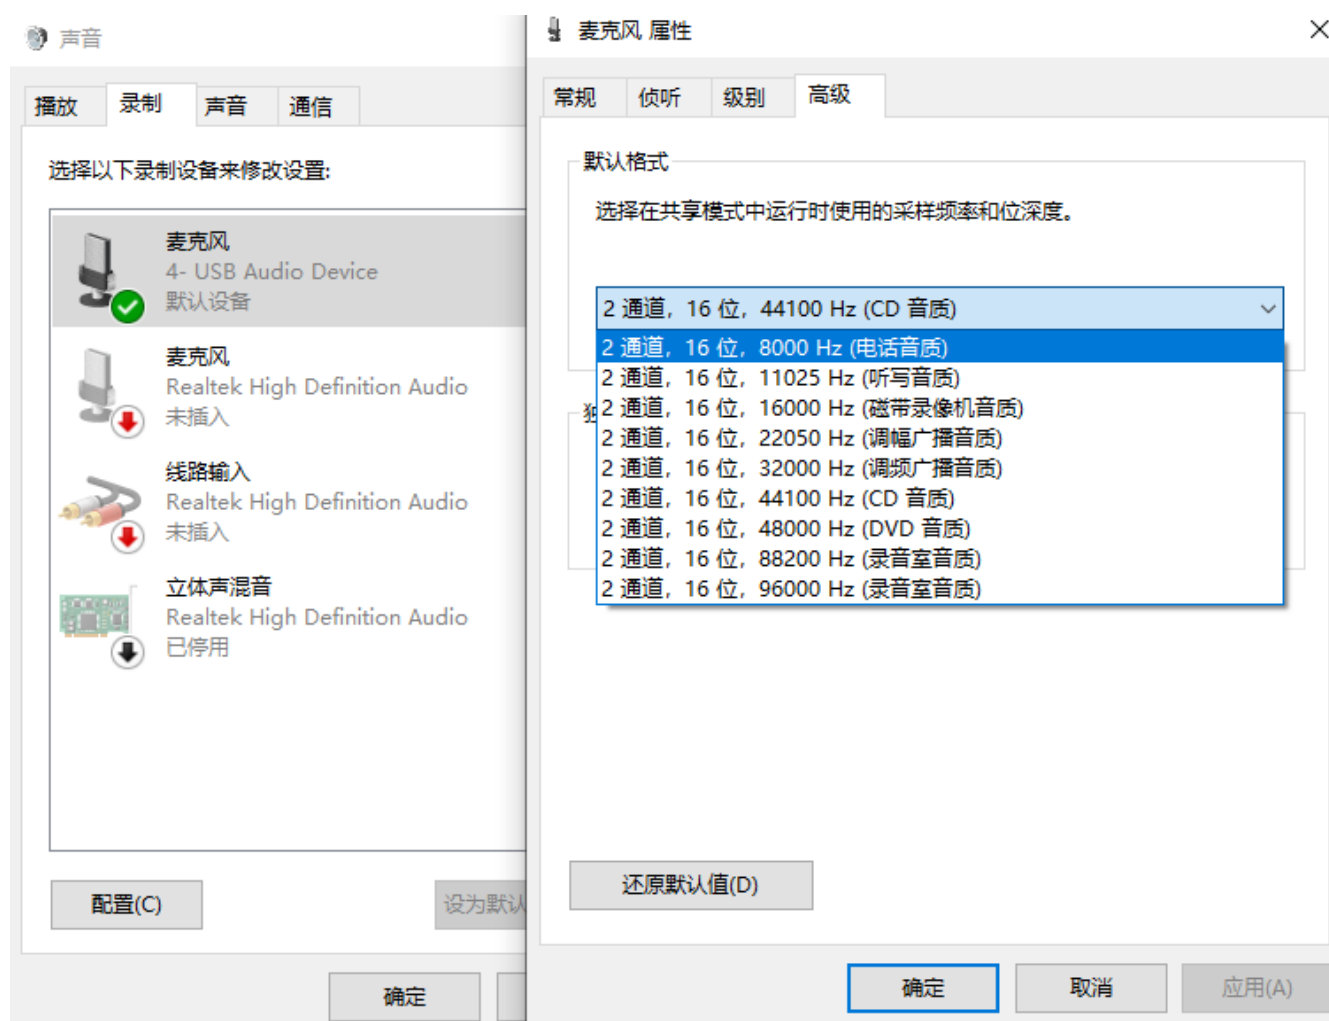 声音
播放 录制 声音 通信
选择以下录制设备来修改设置:
麦克风
4- USB Audio Device
默认设备
麦克风
Realtek High Definition Audio
未插入
线路输入
Realtek High Definition Audio
未插入
立体声混音
Realtek High Definition Audio
已停用
配置(C) 设为默认
确定
麦克风 属性
常规 侦听 级别 高级
默认格式
选择在共享模式中运行时使用的采样频率和位深度。
2 通道，16 位，44100 Hz (CD 音质)
2 通道，16 位，8000 Hz (电话音质)
2 通道，16 位，11025 Hz (听写音质)
2 通道，16 位，16000 Hz (磁带录像机音质)
2 通道，16 位，22050 Hz (调幅广播音质)
2 通道，16 位，32000 Hz (调频广播音质)
2 通道，16 位，44100 Hz (CD 音质)
2 通道，16 位，48000 Hz (DVD 音质)
2 通道，16 位，88200 Hz (录音室音质)
2 通道，16 位，96000 Hz (录音室音质)
还原默认值(D)
确定 取消 应用(A)